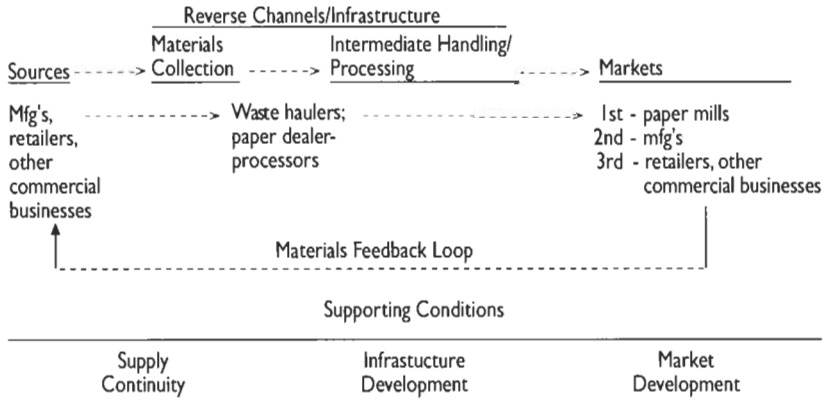 Reverse Channels/Infrastructure
Materials Intermediate Handling/
Sources Collection Processing Markets
Mfg's, Waste haulers; 1st - paper mills
retailers, paper dealer- 2nd - mfg's
other processors 3rd - retailers, other
commercial commercial businesses
businesses
Materials Feedback Loop
Supporting Conditions
Supply Infrastucture Market
Continuity Development Development